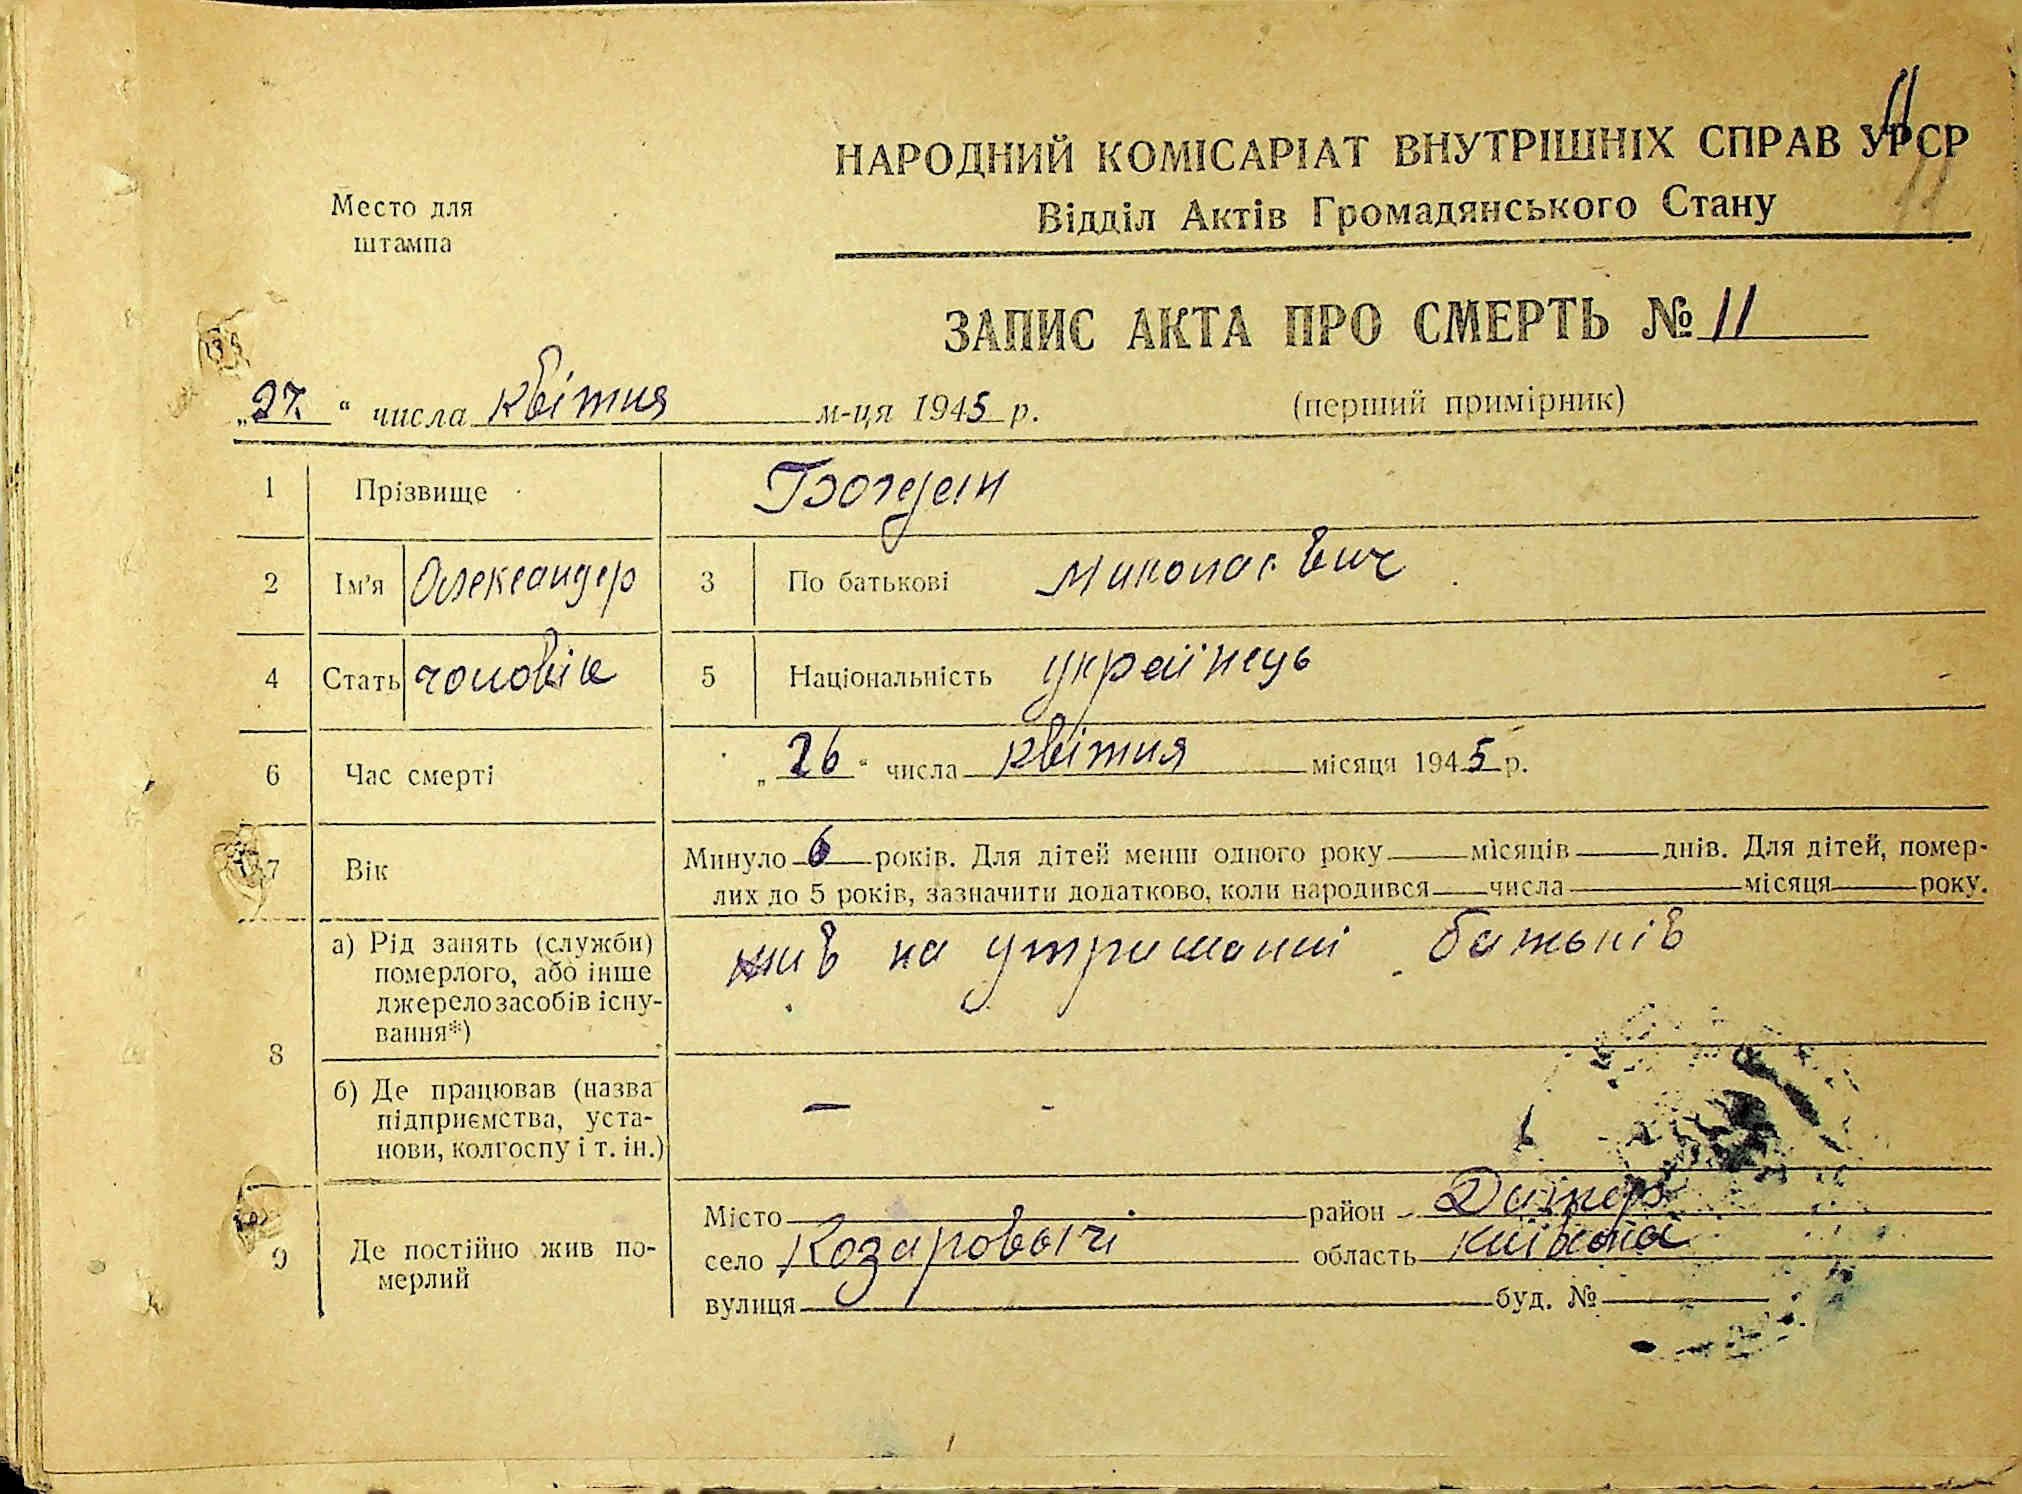 11
НАРОДНИЙ КОМІСАРІАТ ВНУТРІШНІХ СПРАВ УРСР
11
Место для
штампа
Відділ Актів Громадянського Стану
ЗАПИС АКТА ПРО СМЕРТЬ № 11
„27.“ числа квітня м-ця 1945 р.
(перший примірник)
1 Прізвище Богдан
2 Ім'я Олександер 3 По батькові Миколаєвич
4 Стать чоловік 5 Національність українець
6 Час смерті „26“ числа квітня місяця 1945 р.
7 Вік Минуло 6 років. Для дітей менш одного року місяців днів. Для дітей, помер-
лих до 5 років, зазначити додатково, коли народився числа місяця року.
8 а) Рід занять (служби)
померлого, або інше
джерело засобів існу-
вання*)
жив на утриманні батьків
б) Де працював (назва
підприємства, уста-
нови, колгоспу і т. ін.)
— -
9 Де постійно жив по-
мерлий
Місто район Димер
село Козаровычі область Київська
вулиця буд. №